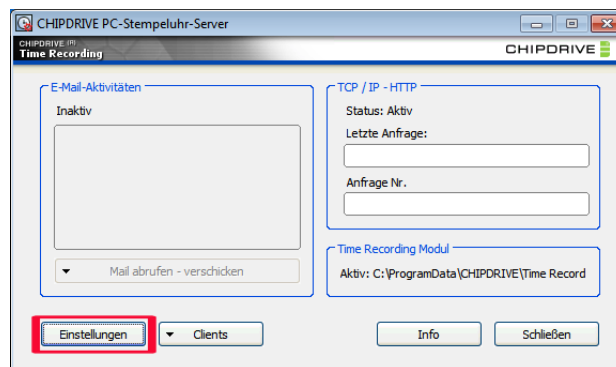 CHIPDRIVE PC-Stempeluhr-Server
CHIPDRIVE (R)
Time Recording
CHIPDRIVE
E-Mail-Aktivitäten
Inaktiv
Mail abrufen - verschicken
TCP / IP - HTTP
Status: Aktiv
Letzte Anfrage:
Anfrage Nr.
Time Recording Modul
Aktiv: C:\ProgramData\CHIPDRIVE\Time Record
Einstellungen
Clients
Info
Schließen